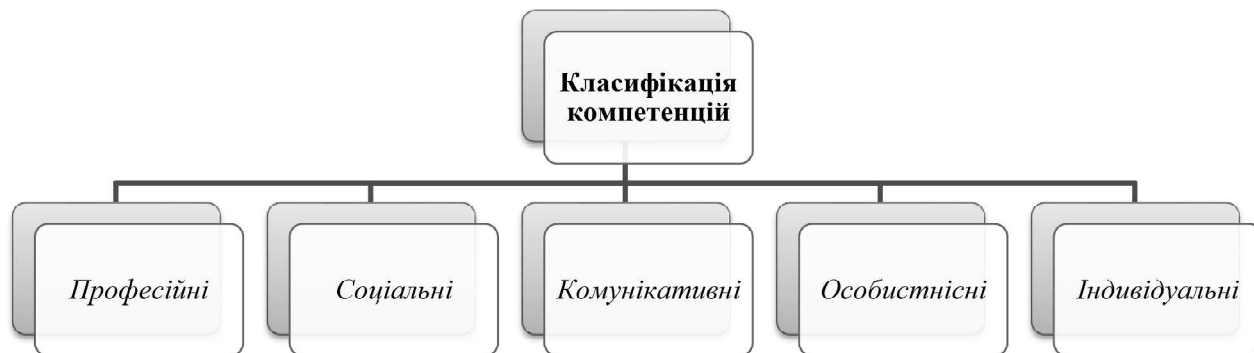 Класифікація
компетенцій
Професійні
Соціальні
Комунікативні
Особистнісні
Індивідуальні